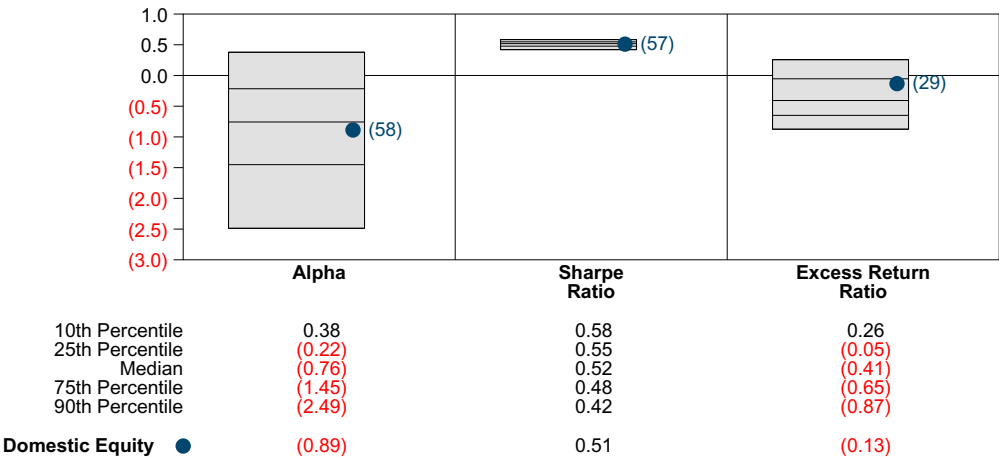 1.0
0.5
0.0
(0.5)
(1.0)
(1.5)
(2.0)
(2.5)
(3.0)
(58)
(57)
(29)
Alpha Sharpe Excess Return
Ratio Ratio
10th Percentile 0.38 0.58 0.26
25th Percentile (0.22) 0.55 (0.05)
Median (0.76) 0.52 (0.41)
75th Percentile (1.45) 0.48 (0.65)
90th Percentile (2.49) 0.42 (0.87)
Domestic Equity (0.89) 0.51 (0.13)